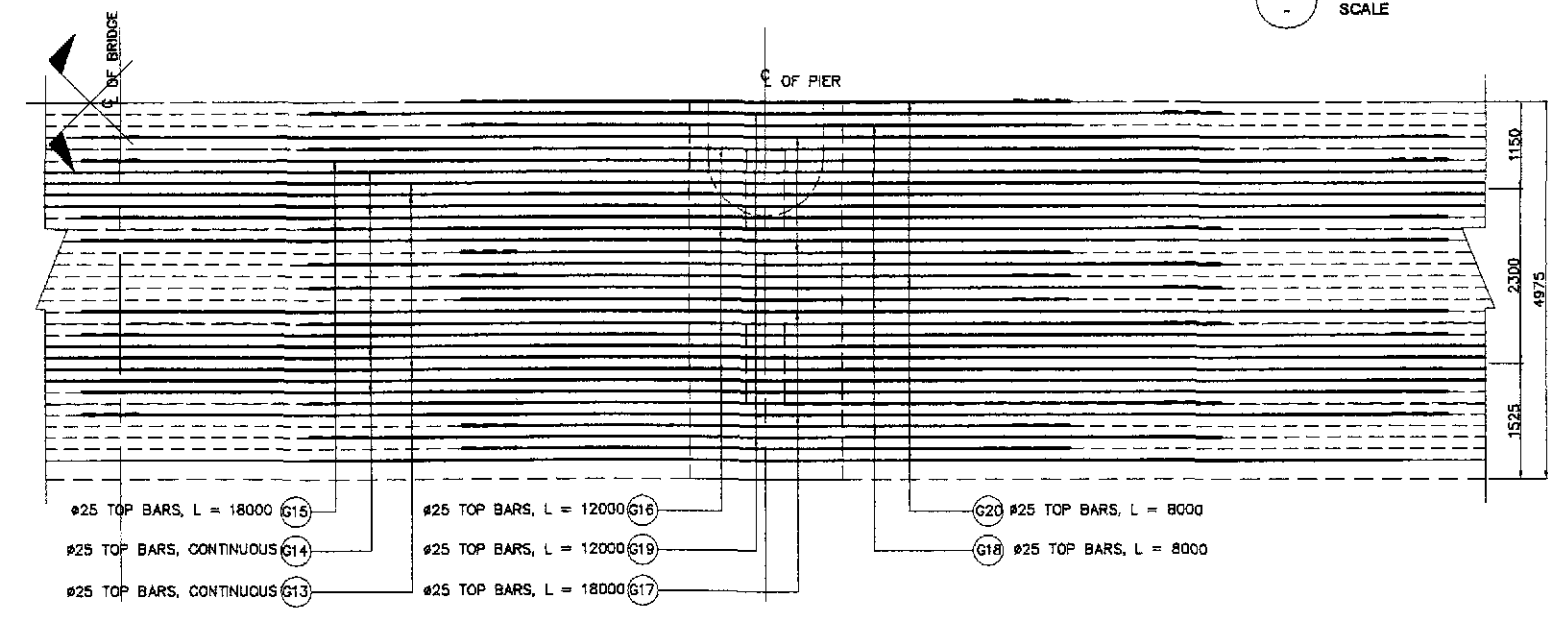 -
SCALE
℄ OF BRIDGE
℄ OF PIER
1150
2300
4975
1525
ø25 TOP BARS, L = 18000 G15
ø25 TOP BARS, CONTINUOUS G14
ø25 TOP BARS, CONTINUOUS G13
ø25 TOP BARS, L = 12000 G16
ø25 TOP BARS, L = 12000 G19
ø25 TOP BARS, L = 18000 G17
G20 ø25 TOP BARS, L = 8000
G18 ø25 TOP BARS, L = 8000